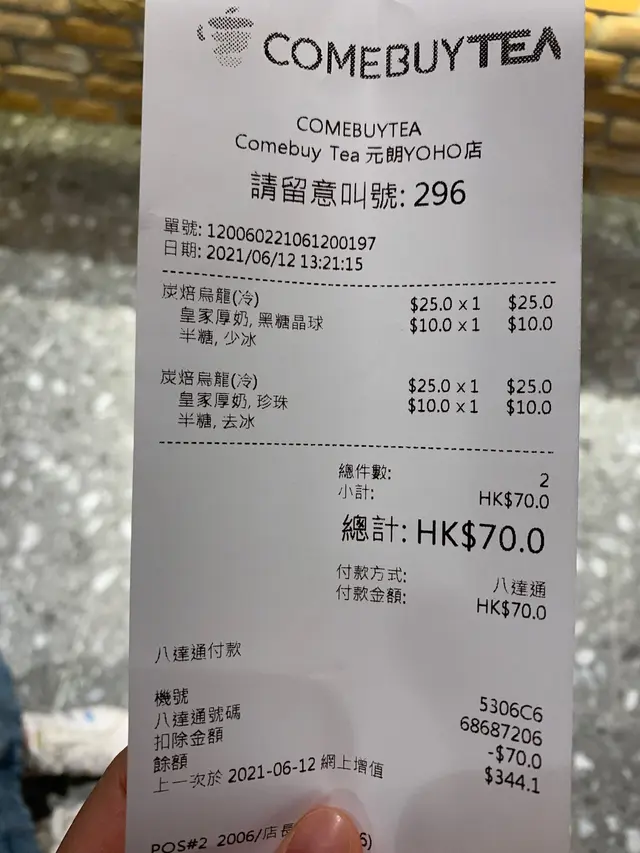 COMEBUYTEA
COMEBUYTEA
Comebuy Tea 元朗YOHO店
請留意叫號: 296
單號: 120060221061200197
日期: 2021/06/12 13:21:15
炭焙烏龍(冷) $25.0 x 1 $25.0
皇家厚奶, 黑糖晶球 $10.0 x 1 $10.0
半糖, 少冰
炭焙烏龍(冷) $25.0 x 1 $25.0
皇家厚奶, 珍珠 $10.0 x 1 $10.0
半糖, 去冰
總件數: 2
小計: HK$70.0
總計: HK$70.0
付款方式: 八達通
付款金額: HK$70.0
八達通付款
機號 5306C6
八達通號碼 68687206
扣除金額 -$70.0
餘額 $344.1
上一次於 2021-06-12 網上增值
POS#2 2006/店長 6)